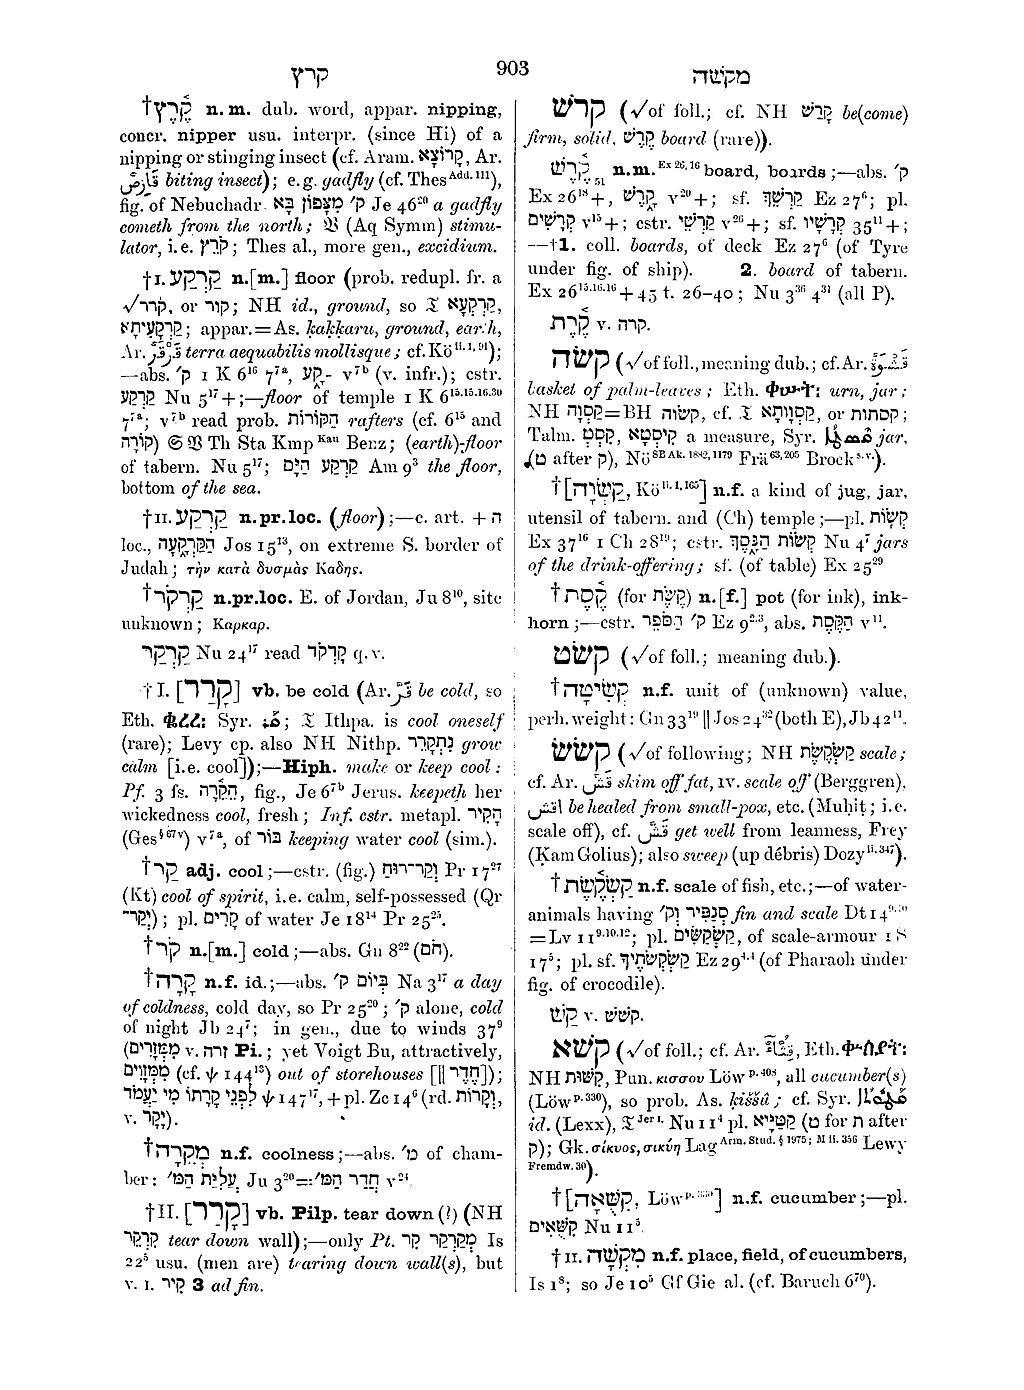 קרץ
903
מקשה
†קֶ֫רֶץ n.m. dub. word, appar. nipping,
concr. nipper usu. interpr. (since Hi) of a
nipping or stinging insect (cf. Aram. קָרוֹצָא, Ar.
قَارِصٌ biting insect); e.g. gadfly (cf. Thes Add. 111),
fig. of Nebuchadr. ק׳ מִצָּפוֹן בָּא Je 46²⁰ a gadfly
cometh from the north; 𝔙 (Aq Symm) stimu-
lator, i.e. קֹרֵץ; Thes al., more gen., excidium.
†I. קַרְקַע n.[m.] floor (prob. redupl. fr. a
√קרר, or קור; NH id., ground, so 𝔗 קַרְקְעָא,
קַרְקָעִיתָא; appar.=As. ḳaḳḳaru, ground, earth,
Ar. قَرْقَرٌ terra aequabilis mollisque; cf. Kö ii. 1, 91);
—abs. ק׳ 1 K 6¹⁶ 7⁷ᵃ, קָע- v⁷ᵇ (v. infr.); cstr.
קַרְקַע Nu 5¹⁷ +;—floor of temple 1 K 6¹⁵·¹⁵·¹⁶·³⁰
7⁷ᵃ; v⁷ᵇ read prob. הַקּוֹרוֹת rafters (cf. 6¹⁵ and
קוֹרָה) 𝔊 𝔙 Th Sta Kmp Kau Benz; (earth)-floor
of tabern. Nu 5¹⁷; קַרְקַע הַיָּם Am 9³ the floor,
bottom of the sea.
†II. קַרְקַע n.pr.loc. (floor);—c. art. + ה
loc., הַקַּרְקָ֫עָה Jos 15¹³, on extreme S. border of
Judah; τὴν κατὰ δυσμὰς Καδης.
†קַרְקֹר n.pr.loc. E. of Jordan, Ju 8¹⁰, site
unknown; Καρκαρ.
קַרְקַר Nu 24¹⁷ read קָדְקֹד q.v.
†I. [קָרַר] vb. be cold (Ar. قَرَّ be cold, so
Eth. Syr. 𝔗 Ithpa. is cool oneself
(rare); Levy cp. also NH Nithp. נִתְקָרֵר grow
calm [i.e. cool]);—Hiph. make or keep cool:
Pf. 3 fs. הֵקֵ֫רָה, fig., Je 6⁷ᵇ Jerus. keepeth her
wickedness cool, fresh; Inf. cstr. metapl. הָקִיר
(Ges § 67 v) v⁷ᵃ, of בּוֹר keeping water cool (sim.).
†קַר adj. cool;—cstr. (fig.) וְקַר־רוּחַ Pr 17²⁷
(Kt) cool of spirit, i.e. calm, self-possessed (Qr
יְקַר־); pl. קָרִים of water Je 18¹⁴ Pr 25²⁵.
†קֹר n.[m.] cold;—abs. Gn 8²² (חֹם).
†קָרָה n.f. id.;—abs. בְּיוֹם ק׳ Na 3¹⁷ a day
of coldness, cold day, so Pr 25²⁰; ק׳ alone, cold
of night Jb 24⁷; in gen., due to winds 37⁹
(מְמָזְרִים v. זרה Pi.; yet Voigt Bu, attractively,
מִמְּזָוִים (cf. ψ 144¹³) out of storehouses [‖ חֶדֶר]);
לִפְנֵי קָרָתוֹ מִי יַעֲמֹד ψ 147¹⁷, + pl. Zc 14⁶ (rd. וְקָרוֹת,
v. יָקָר).
†מְקֵרָה n.f. coolness;—abs. מ׳ of cham-
ber: עֲלִיַּת הַמּ׳ Ju 3²⁰=חֲדַר הַמּ׳ v²⁴.
†II. [קָרַר] vb. Pilp. tear down (?) (NH
קִרְקֵר tear down wall);—only Pt. מְקַרְקַר קִר Is
22⁵ usu. (men are) tearing down wall(s), but
v. I. קִיר 3 ad fin.
קרשׁ (√of foll.; cf. NH קָרַשׁ be(come)
firm, solid, קֶרֶשׁ board (rare)).
קֶ֫רֶשׁ ₅₁ n.m. Ex 26,16 board, boards;—abs. ק׳
Ex 26¹⁸ +, קָ֑רֶשׁ v²⁰ +; sf. קַרְשֵׁךְ Ez 27⁶; pl.
קְרָשִׁים v¹⁵ +; cstr. קַרְשֵׁי v²⁶ +; sf. קְרָשָׁיו 35¹¹ +;
—†1. coll. boards, of deck Ez 27⁶ (of Tyre
under fig. of ship). 2. board of tabern.
Ex 26¹⁵·¹⁶·¹⁶ + 45 t. 26–40; Nu 3³⁶ 4³¹ (all P).
קֶ֫רֶת v. קרה.
קשׂה (√of foll., meaning dub.; cf. Ar.
basket of palm-leaves; Eth. urn, jar;
NH קַסְוָה=BH קשׂוה, cf. 𝔗 קַסְוָתָא, or קסתות;
Talm. קִיסְטָא, קֵסֶט a measure, Syr. jar,
(ט after ק), Nö SB Ak. 1882, 1179 Frä 63, 205 Brock s.v.).
†[קַשְׂוָה, Kö ii. 1, 165] n.f. a kind of jug, jar,
utensil of tabern. and (Ch) temple;—pl. קְשָׂוֹת
Ex 37¹⁶ 1 Ch 28¹⁹; cstr. קְשׂוֹת הַנָּ֫סֶךְ Nu 4⁷ jars
of the drink-offering; sf. (of table) Ex 25²⁹
†קֶ֫סֶת (for קֶשֶׂת) n.[f.] pot (for ink), ink-
horn;—cstr. ק׳ הַסֹּפֵר Ez 9²·³, abs. הַקֶּסֶת v¹¹.
קשׂט (√of foll.; meaning dub.).
†קְשִׂיטָה n.f. unit of (unknown) value,
perh. weight: Gn 33¹⁹ ‖ Jos 24³² (both E), Jb 42¹¹.
קשׂשׂ (√of following; NH קַשְׂקֶשֶׂת scale;
cf. Ar. قَشَّ skim off fat, IV. scale off (Berggren),
be healed from small-pox, etc. (Muḥiṭ; i.e.
scale off), cf. قَشَّ get well from leanness, Frey
(Ḳam Golius); also sweep (up débris) Dozy ii. 347).
†קַשְׂקֶ֫שֶׂת n.f. scale of fish, etc.;—of water-
animals having סְנַפִּיר וְק׳ fin and scale Dt 14⁹·¹⁰
=Lv 11⁹·¹⁰·¹²; pl. קַשְׂקַשִּׂים, of scale-armour 1 S
17⁵; pl. sf. קַשְׂקְשֹׂתֶיךָ Ez 29⁴·⁴ (of Pharaoh under
fig. of crocodile).
קַשׁ v. קשׁשׁ.
קשׁא (√of foll.; cf. Ar. قِثَّاءٌ, Eth.
NH קִשּׁוּת, Pun. κισσου Löw p. 408, all cucumber(s)
(Löw p. 330), so prob. As. ḳiššû; cf. Syr.
id. (Lexx), 𝔗 Jer I. Nu 11⁴ pl. קַטַּיָּא (ט for ת after
ק); Gk. σίκυος, σικύη Lag Arm. Stud. § 1975; M ii. 356 Lewy
Fremdw. 30).
†[קִשֻּׁאָה, Löw] n.f. cucumber;—pl.
קִשֻּׁאִים Nu 11⁵.
†II. מִקְשָׁה n.f. place, field, of cucumbers,
Is 1⁸; so Je 10⁵ Gf Gie al. (cf. Baruch 6⁷⁰).